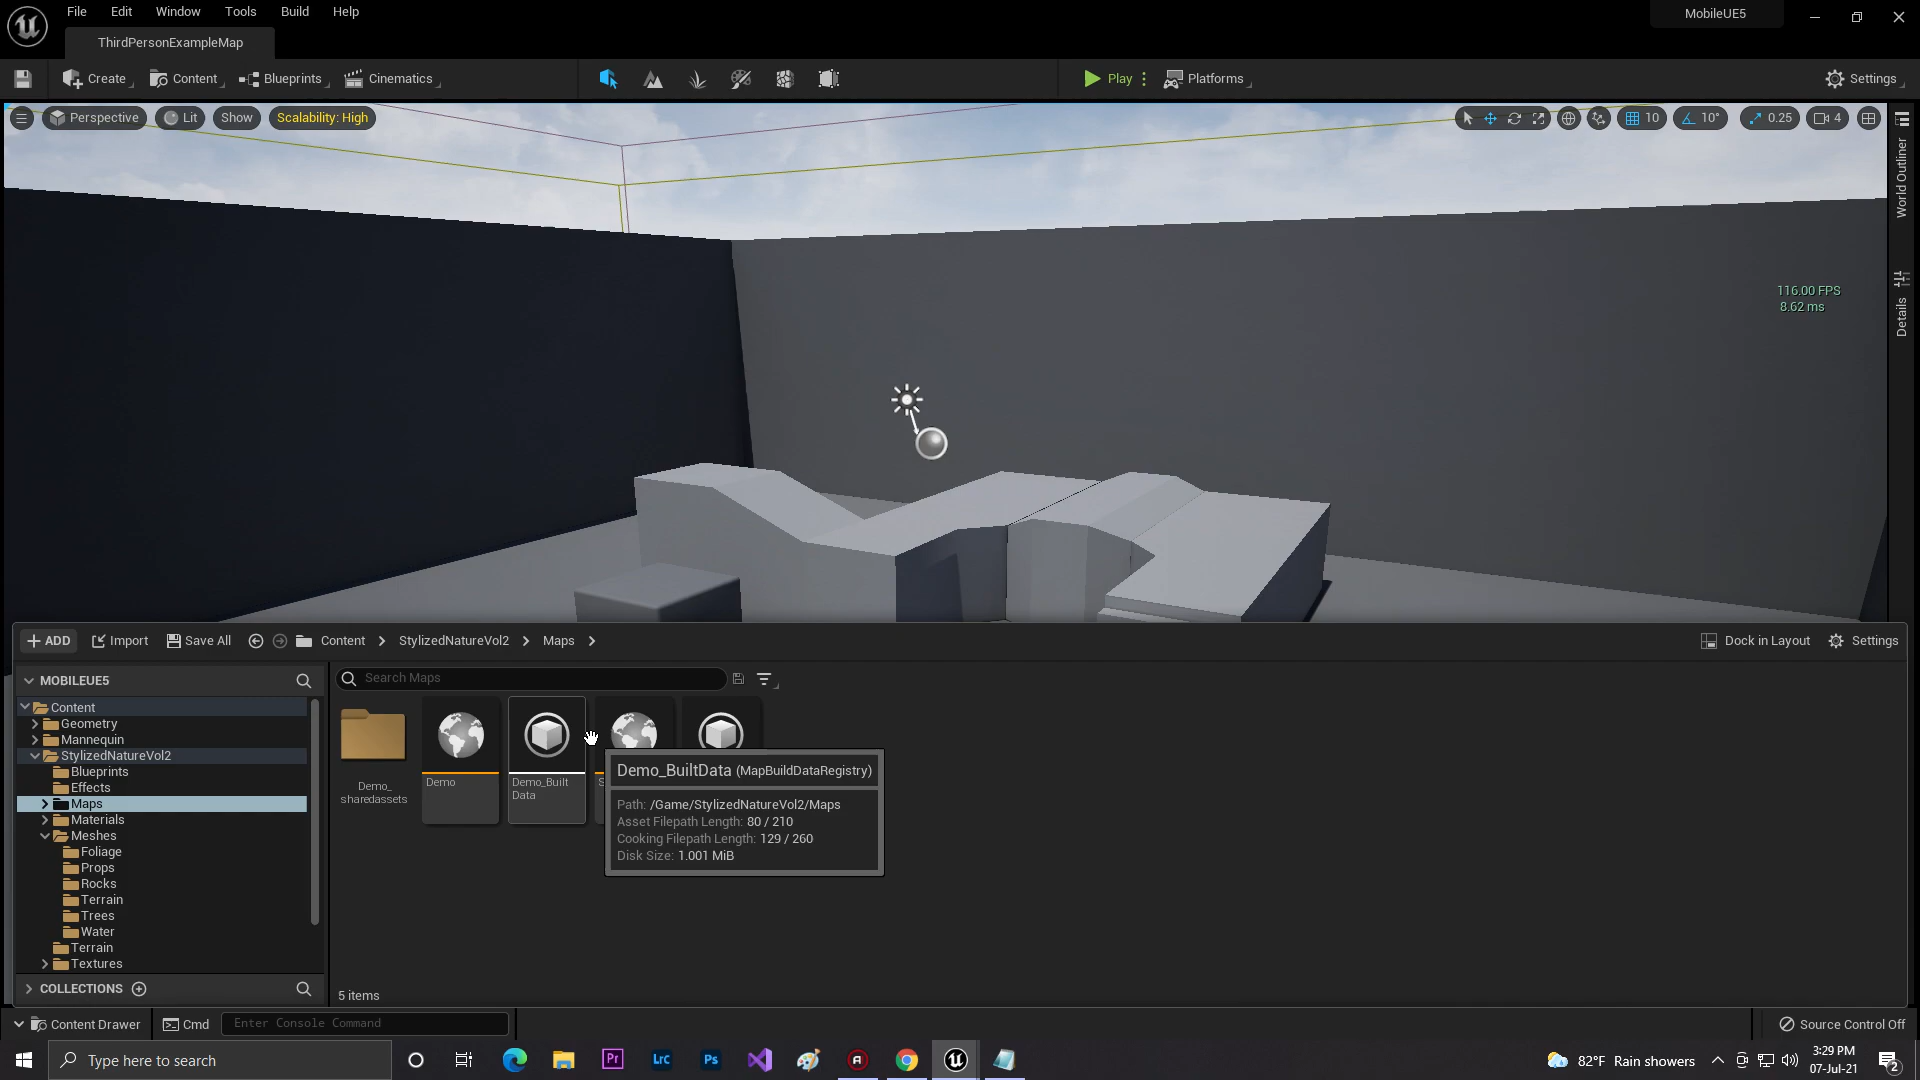 File Edit Window Tools Build Help
MobileUE5
ThirdPersonExampleMap
Create Content Blueprints Cinematics Play Platforms Settings
Perspective Lit Show Scalability: High
10 10° 0.25 4
World Outliner
Details
116.00 FPS
8.62 ms
ADD Import Save All Content StylizedNatureVol2 Maps Dock in Layout Settings
MOBILEUE5
Search Maps
Content
Geometry
Mannequin
StylizedNatureVol2
Blueprints
Effects
Maps
Materials
Meshes
Foliage
Props
Rocks
Terrain
Trees
Water
Terrain
Textures
COLLECTIONS
Demo_
sharedassets
Demo
Demo_Built
Data
S
Demo_BuiltData (MapBuildDataRegistry)
Path: /Game/StylizedNatureVol2/Maps
Asset Filepath Length: 80 / 210
Cooking Filepath Length: 129 / 260
Disk Size: 1.001 MiB
5 items
Content Drawer Cmd Enter Console Command Source Control Off
Type here to search
Pr
Lrc
Ps
82°F Rain showers
3:29 PM
07-Jul-21
2